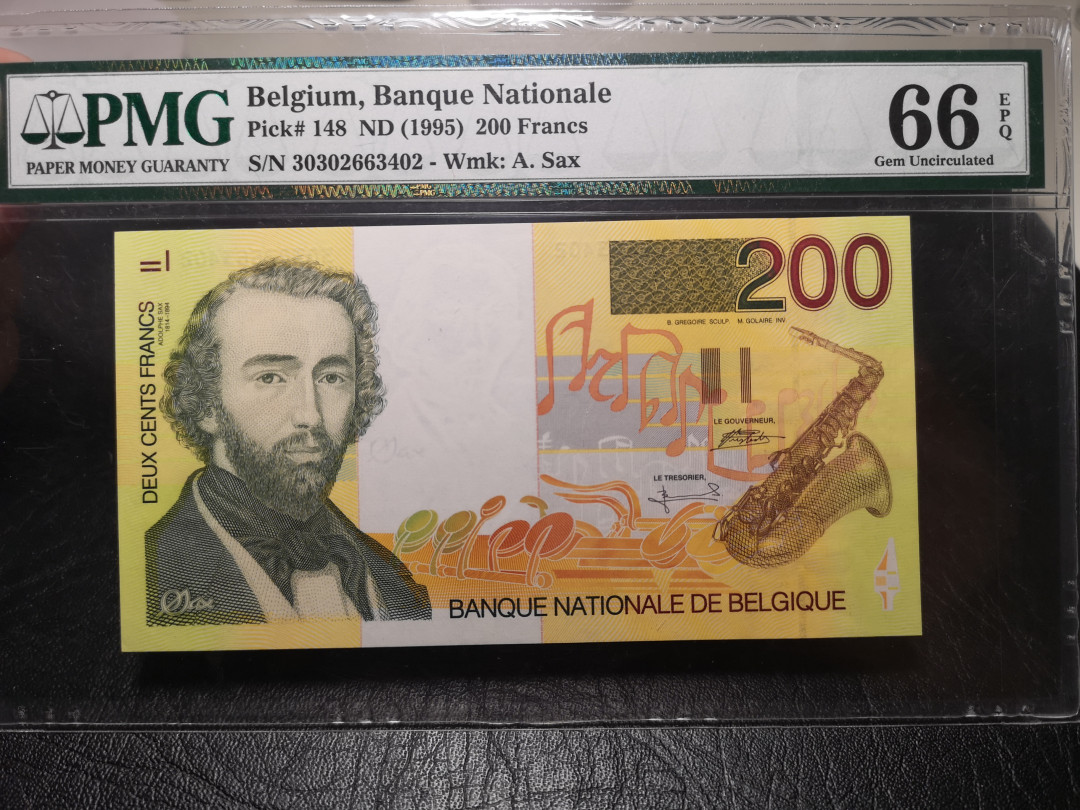 PMG
PAPER MONEY GUARANTY
Belgium, Banque Nationale
Pick# 148 ND (1995) 200 Francs
S/N 30302663402 - Wmk: A. Sax
66
EPQ
Gem Uncirculated
DEUX CENTS FRANCS
ADOLPHE SAX
1814-1894
200
B. GREGOIRE SCULP. M. GOLAIRE INV.
LE GOUVERNEUR,
LE TRESORIER,
Sax
BANQUE NATIONALE DE BELGIQUE